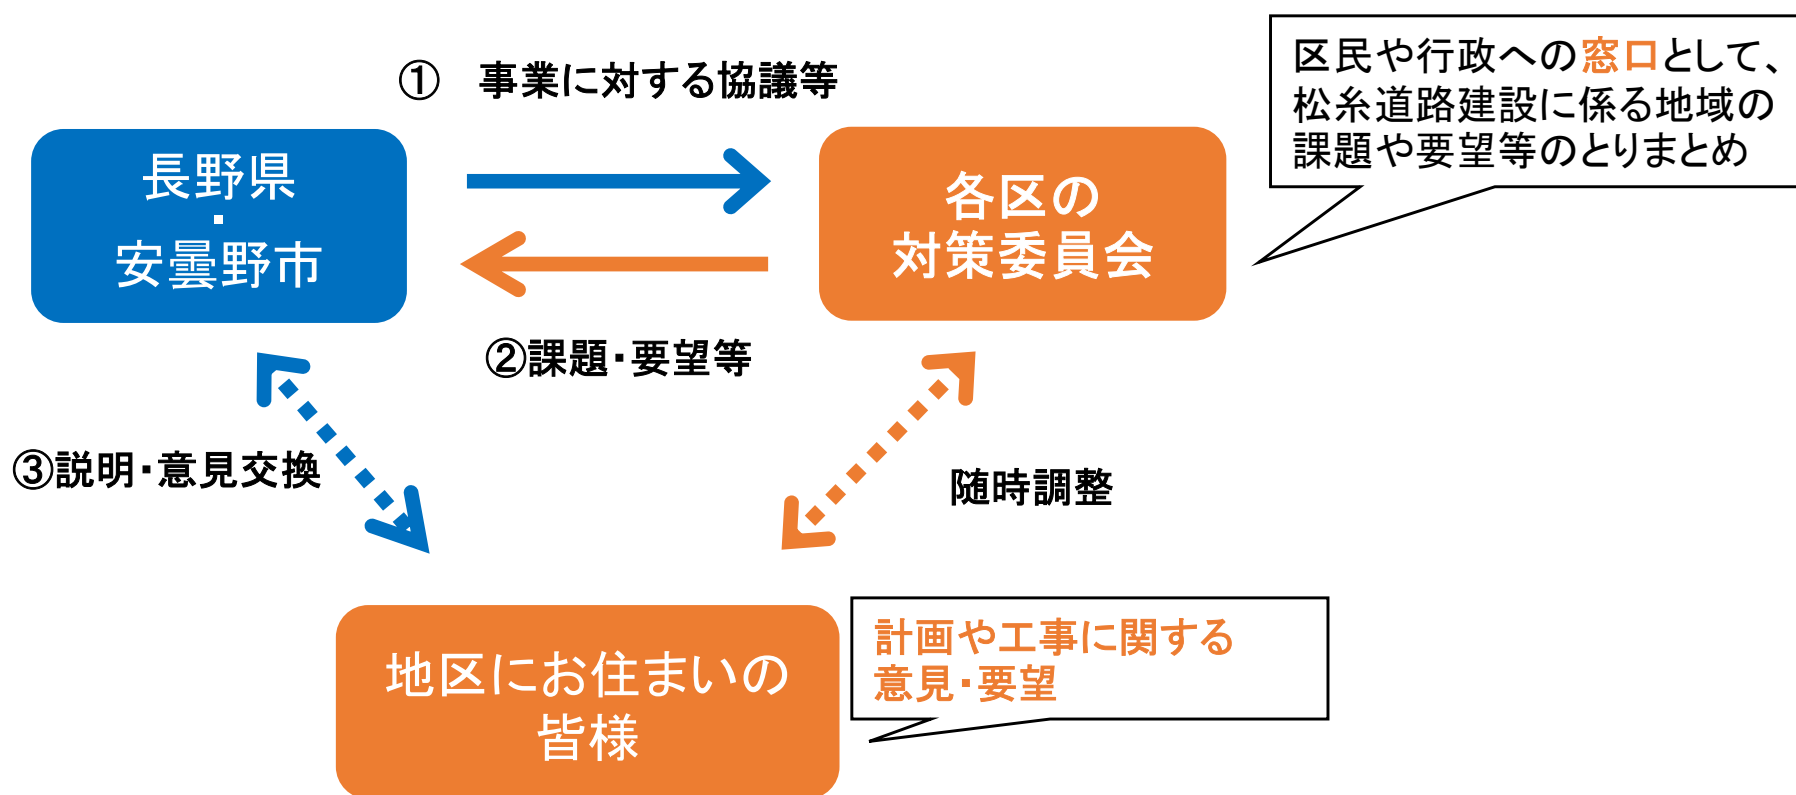 ① 事業に対する協議等
区民や行政への窓口として、
松糸道路建設に係る地域の
課題や要望等のとりまとめ
長野県
・
安曇野市
各区の
対策委員会
②課題・要望等
③説明・意見交換
随時調整
地区にお住まいの
皆様
計画や工事に関する
意見・要望